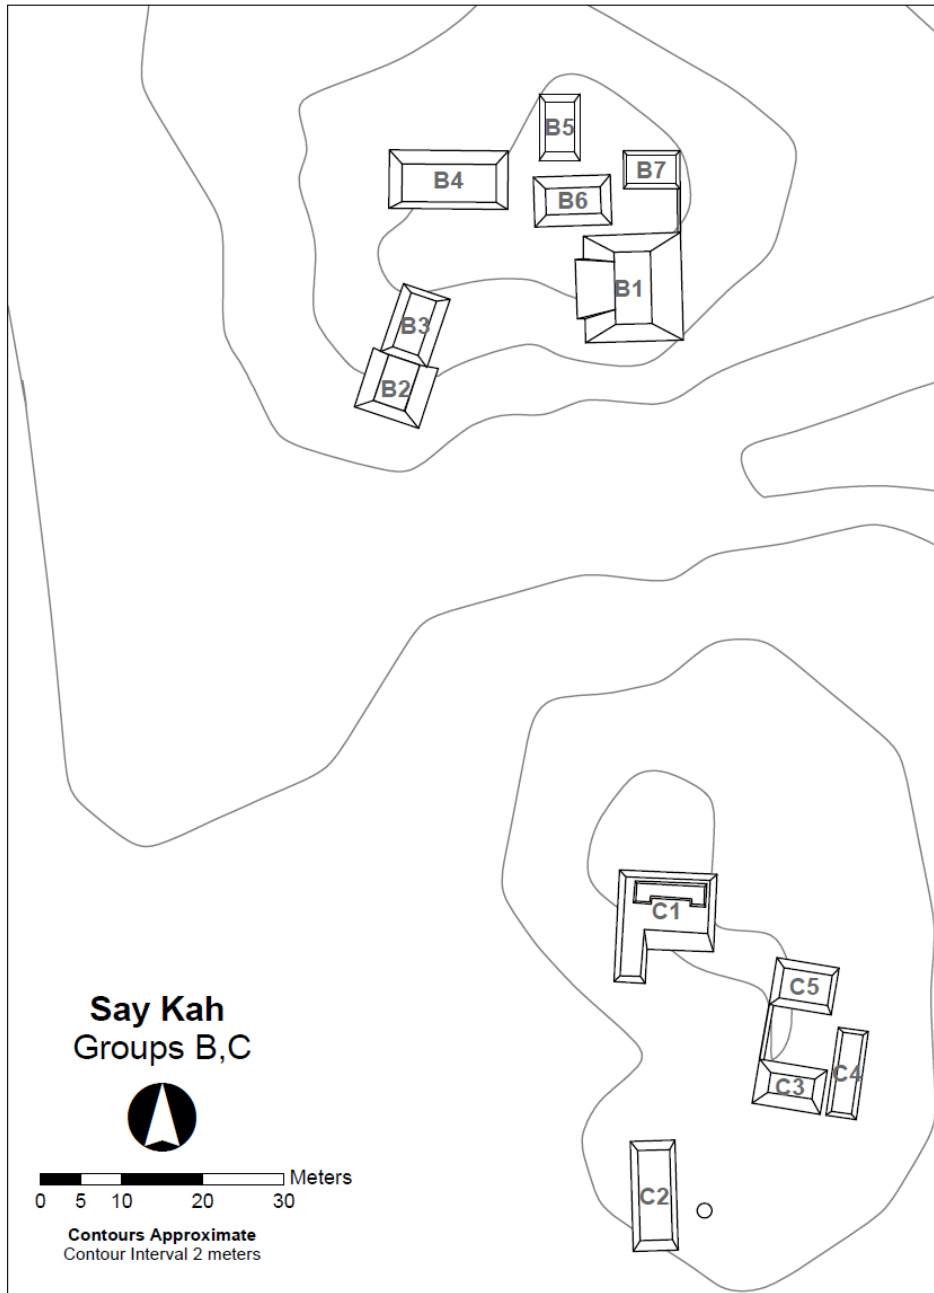 B5
B4
B7
B6
B1
B3
B2
C1
C5
C3
C4
C2
Say Kah
Groups B,C
Meters
0 5 10 20 30
Contours Approximate
Contour Interval 2 meters